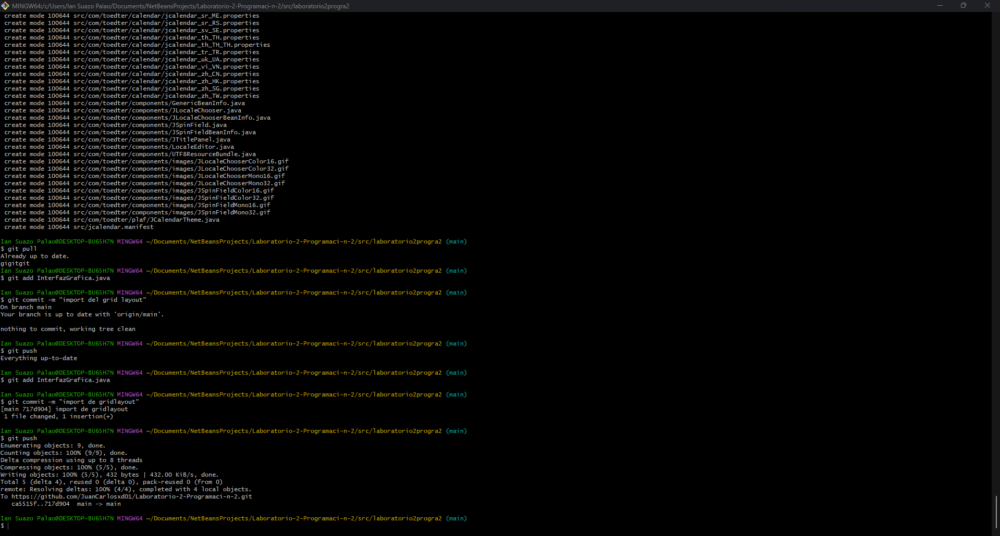 MINGW64:/c/Users/Ian Suazo Palao/Documents/NetBeansProjects/Laboratorio-2-Programaci-n-2/src/laboratorio2progra2
create mode 100644 src/com/toedter/calendar/jcalendar_sr_ME.properties
create mode 100644 src/com/toedter/calendar/jcalendar_sr_RS.properties
create mode 100644 src/com/toedter/calendar/jcalendar_sv_SE.properties
create mode 100644 src/com/toedter/calendar/jcalendar_th_TH.properties
create mode 100644 src/com/toedter/calendar/jcalendar_th_TH_TH.properties
create mode 100644 src/com/toedter/calendar/jcalendar_tr_TR.properties
create mode 100644 src/com/toedter/calendar/jcalendar_uk_UA.properties
create mode 100644 src/com/toedter/calendar/jcalendar_vi_VN.properties
create mode 100644 src/com/toedter/calendar/jcalendar_zh_CN.properties
create mode 100644 src/com/toedter/calendar/jcalendar_zh_HK.properties
create mode 100644 src/com/toedter/calendar/jcalendar_zh_SG.properties
create mode 100644 src/com/toedter/calendar/jcalendar_zh_TW.properties
create mode 100644 src/com/toedter/components/GenericBeanInfo.java
create mode 100644 src/com/toedter/components/JLocaleChooser.java
create mode 100644 src/com/toedter/components/JLocaleChooserBeanInfo.java
create mode 100644 src/com/toedter/components/JSpinField.java
create mode 100644 src/com/toedter/components/JSpinFieldBeanInfo.java
create mode 100644 src/com/toedter/components/JTitlePanel.java
create mode 100644 src/com/toedter/components/LocaleEditor.java
create mode 100644 src/com/toedter/components/UTF8ResourceBundle.java
create mode 100644 src/com/toedter/components/images/JLocaleChooserColor16.gif
create mode 100644 src/com/toedter/components/images/JLocaleChooserColor32.gif
create mode 100644 src/com/toedter/components/images/JLocaleChooserMono16.gif
create mode 100644 src/com/toedter/components/images/JLocaleChooserMono32.gif
create mode 100644 src/com/toedter/components/images/JSpinFieldColor16.gif
create mode 100644 src/com/toedter/components/images/JSpinFieldColor32.gif
create mode 100644 src/com/toedter/components/images/JSpinFieldMono16.gif
create mode 100644 src/com/toedter/components/images/JSpinFieldMono32.gif
create mode 100644 src/com/toedter/plaf/JCalendarTheme.java
create mode 100644 src/jcalendar.manifest
Ian Suazo Palao@DESKTOP-BU65H7N MINGW64 ~/Documents/NetBeansProjects/Laboratorio-2-Programaci-n-2/src/laboratorio2progra2 (main)
$ git pull
Already up to date.
gigitgit
Ian Suazo Palao@DESKTOP-BU65H7N MINGW64 ~/Documents/NetBeansProjects/Laboratorio-2-Programaci-n-2/src/laboratorio2progra2 (main)
$ git add InterfazGrafica.java
Ian Suazo Palao@DESKTOP-BU65H7N MINGW64 ~/Documents/NetBeansProjects/Laboratorio-2-Programaci-n-2/src/laboratorio2progra2 (main)
$ git commit -m "import del grid layout"
On branch main
Your branch is up to date with 'origin/main'.
nothing to commit, working tree clean
Ian Suazo Palao@DESKTOP-BU65H7N MINGW64 ~/Documents/NetBeansProjects/Laboratorio-2-Programaci-n-2/src/laboratorio2progra2 (main)
$ git push
Everything up-to-date
Ian Suazo Palao@DESKTOP-BU65H7N MINGW64 ~/Documents/NetBeansProjects/Laboratorio-2-Programaci-n-2/src/laboratorio2progra2 (main)
$ git add InterfazGrafica.java
Ian Suazo Palao@DESKTOP-BU65H7N MINGW64 ~/Documents/NetBeansProjects/Laboratorio-2-Programaci-n-2/src/laboratorio2progra2 (main)
$ git commit -m "import de gridlayout"
[main 717d904] import de gridlayout
1 file changed, 1 insertion(+)
Ian Suazo Palao@DESKTOP-BU65H7N MINGW64 ~/Documents/NetBeansProjects/Laboratorio-2-Programaci-n-2/src/laboratorio2progra2 (main)
$ git push
Enumerating objects: 9, done.
Counting objects: 100% (9/9), done.
Delta compression using up to 8 threads
Compressing objects: 100% (5/5), done.
Writing objects: 100% (5/5), 432 bytes | 432.00 KiB/s, done.
Total 5 (delta 4), reused 0 (delta 0), pack-reused 0 (from 0)
remote: Resolving deltas: 100% (4/4), completed with 4 local objects.
To https://github.com/JuanCarlosxd01/Laboratorio-2-Programaci-n-2.git
ca5515f..717d904  main -> main
Ian Suazo Palao@DESKTOP-BU65H7N MINGW64 ~/Documents/NetBeansProjects/Laboratorio-2-Programaci-n-2/src/laboratorio2progra2 (main)
$